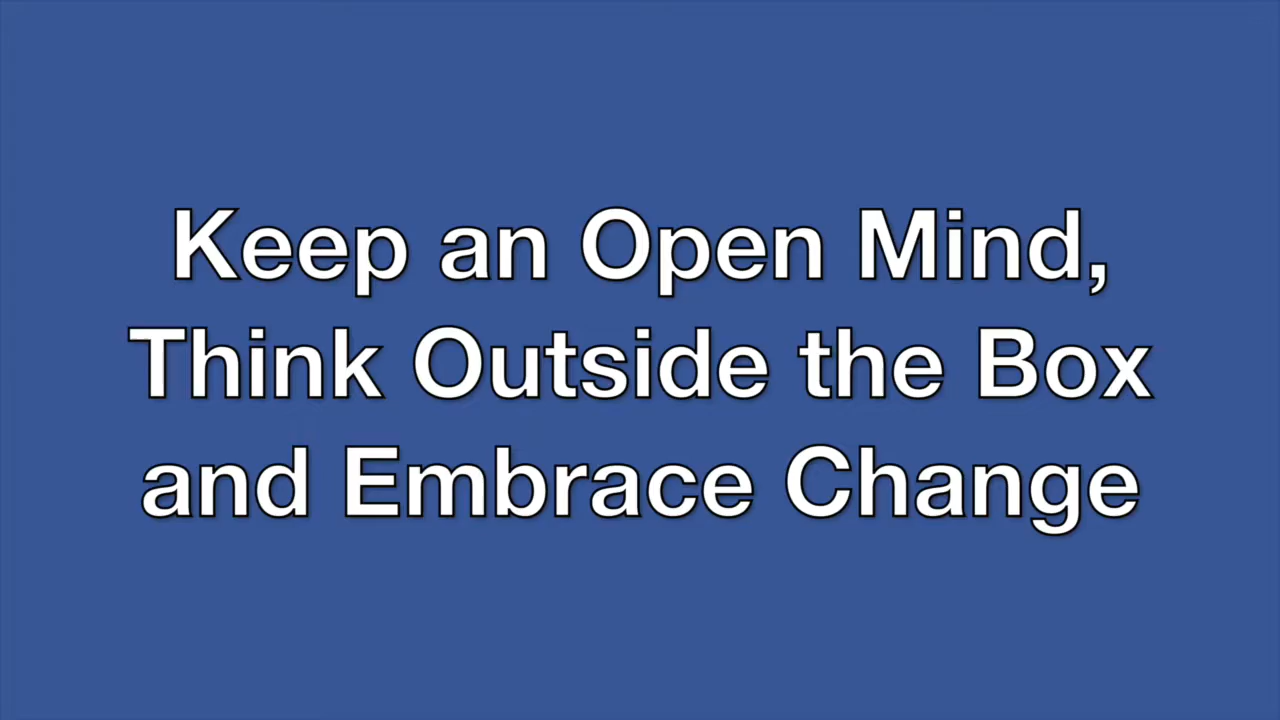 Keep an Open Mind,
Think Outside the Box
and Embrace Change